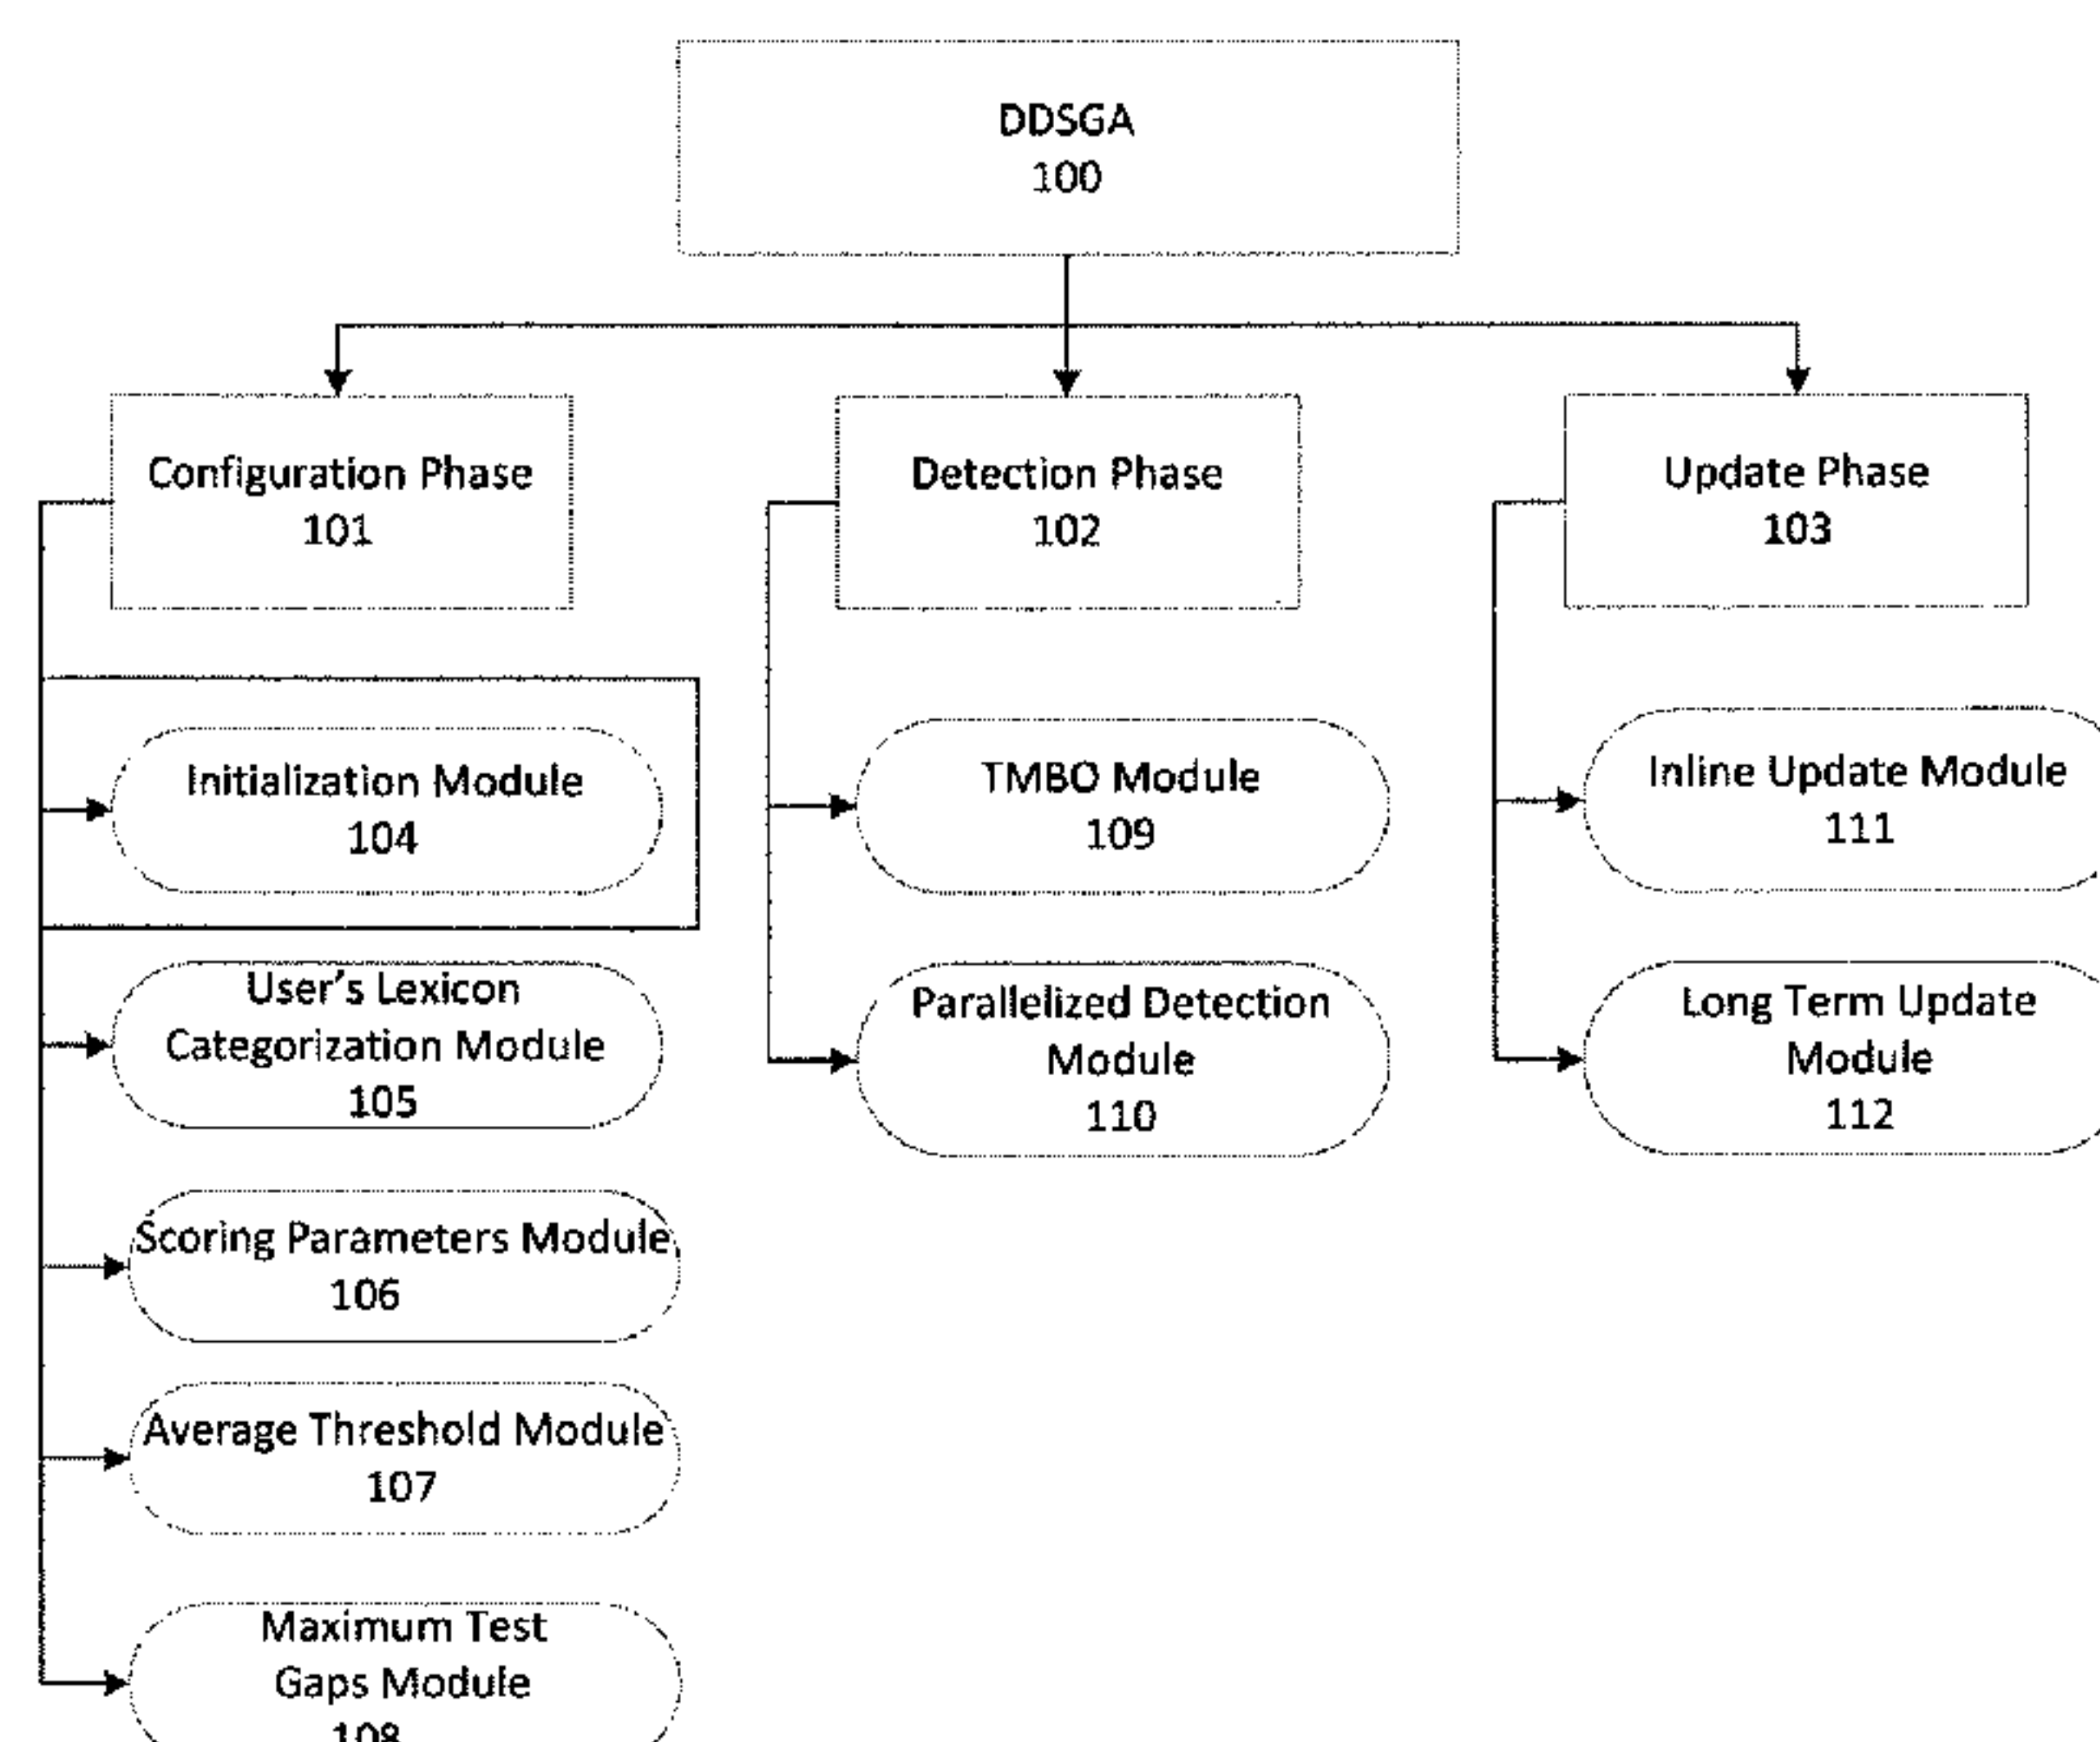 DDSGA
100
Configuration Phase
101
Detection Phase
102
Update Phase
103
Initialization Module
104
User's Lexicon
Categorization Module
105
Scoring Parameters Module
106
Average Threshold Module
107
Maximum Test
Gaps Module
108
TMBO Module
109
Parallelized Detection
Module
110
Inline Update Module
111
Long Term Update
Module
112